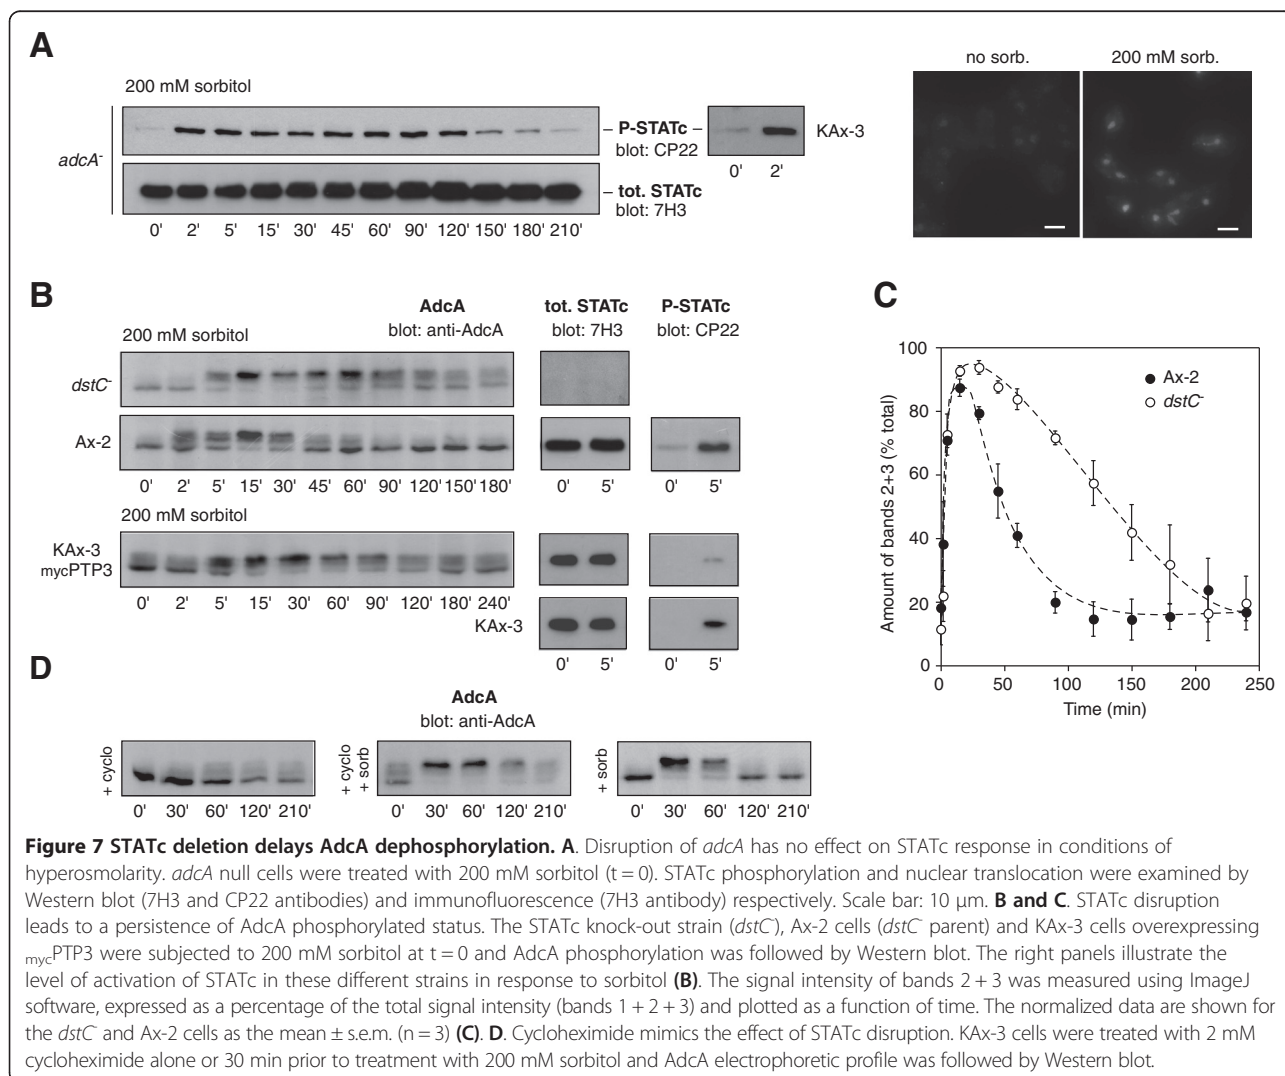 A
200 mM sorbitol
adcA-
P-STATc
blot: CP22
KAx-3
0' 2'
tot. STATc
blot: 7H3
0' 2' 5' 15' 30' 45' 60' 90' 120' 150' 180' 210'
no sorb.
200 mM sorb.
B
AdcA
blot: anti-AdcA
tot. STATc
blot: 7H3
P-STATc
blot: CP22
200 mM sorbitol
dstC-
Ax-2
0' 2' 5' 15' 30' 45' 60' 90' 120' 150' 180'
0' 5'
0' 5'
200 mM sorbitol
KAx-3
mycPTP3
0' 2' 5' 15' 30' 60' 90' 120' 180' 240'
KAx-3
0' 5'
0' 5'
C
Amount of bands 2+3 (% total)
100
80
60
40
20
0
Ax-2
dstC-
0 50 100 150 200 250
Time (min)
D
AdcA
blot: anti-AdcA
+ cyclo
0' 30' 60' 120' 210'
+ cyclo
+ sorb
0' 30' 60' 120' 210'
+ sorb
0' 30' 60' 120' 210'
Figure 7 STATc deletion delays AdcA dephosphorylation. A. Disruption of adcA has no effect on STATc response in conditions of
hyperosmolarity. adcA null cells were treated with 200 mM sorbitol (t = 0). STATc phosphorylation and nuclear translocation were examined by
Western blot (7H3 and CP22 antibodies) and immunofluorescence (7H3 antibody) respectively. Scale bar: 10 μm. B and C. STATc disruption
leads to a persistence of AdcA phosphorylated status. The STATc knock-out strain (dstC-), Ax-2 cells (dstC- parent) and KAx-3 cells overexpressing
mycPTP3 were subjected to 200 mM sorbitol at t = 0 and AdcA phosphorylation was followed by Western blot. The right panels illustrate the
level of activation of STATc in these different strains in response to sorbitol (B). The signal intensity of bands 2 + 3 was measured using ImageJ
software, expressed as a percentage of the total signal intensity (bands 1 + 2 + 3) and plotted as a function of time. The normalized data are shown for
the dstC- and Ax-2 cells as the mean ± s.e.m. (n = 3) (C). D. Cycloheximide mimics the effect of STATc disruption. KAx-3 cells were treated with 2 mM
cycloheximide alone or 30 min prior to treatment with 200 mM sorbitol and AdcA electrophoretic profile was followed by Western blot.